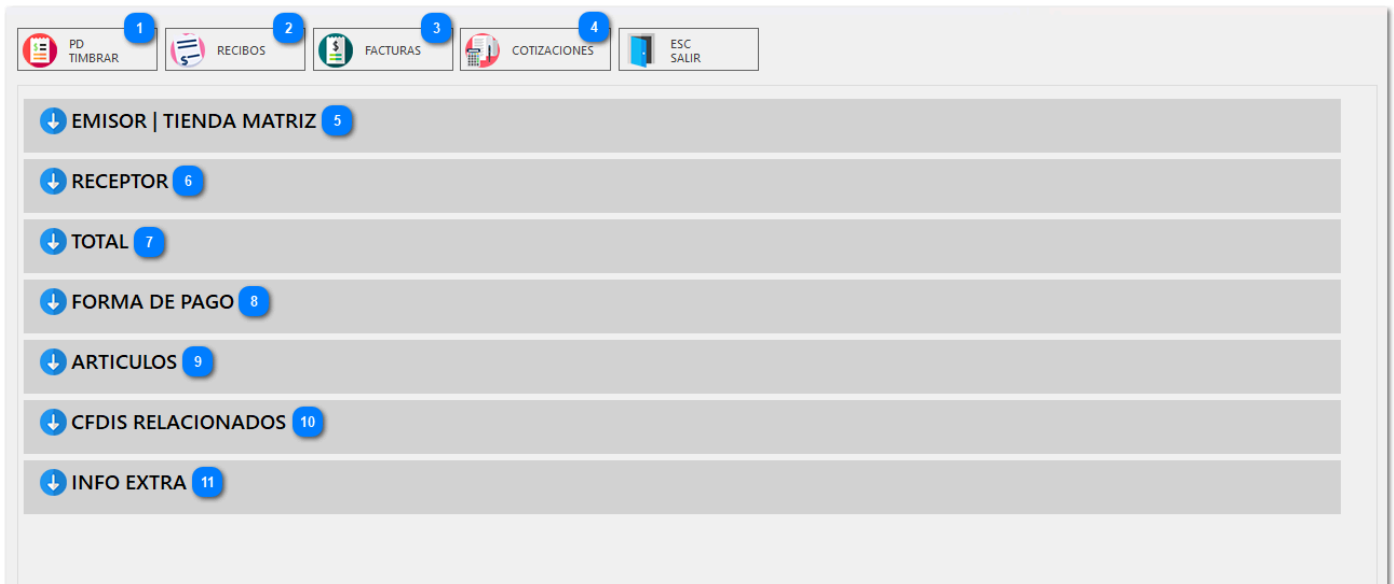 1
PD
TIMBRAR
2
RECIBOS
3
FACTURAS
4
COTIZACIONES
ESC
SALIR
EMISOR | TIENDA MATRIZ 5
RECEPTOR 6
TOTAL 7
FORMA DE PAGO 8
ARTICULOS 9
CFDIS RELACIONADOS 10
INFO EXTRA 11